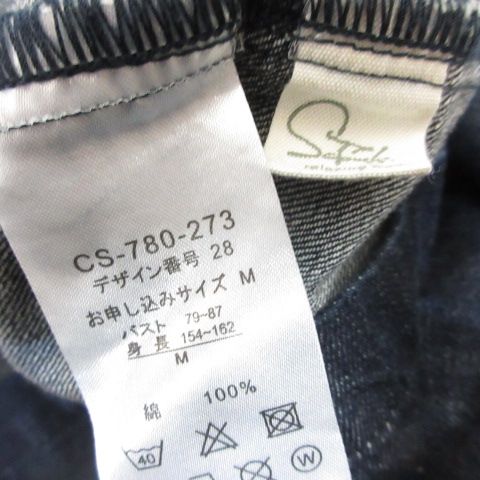 CS-780-273
デザイン番号 28
お申し込みサイズ M
バスト 79~87
身長 154~162
M
綿 100%
40
W